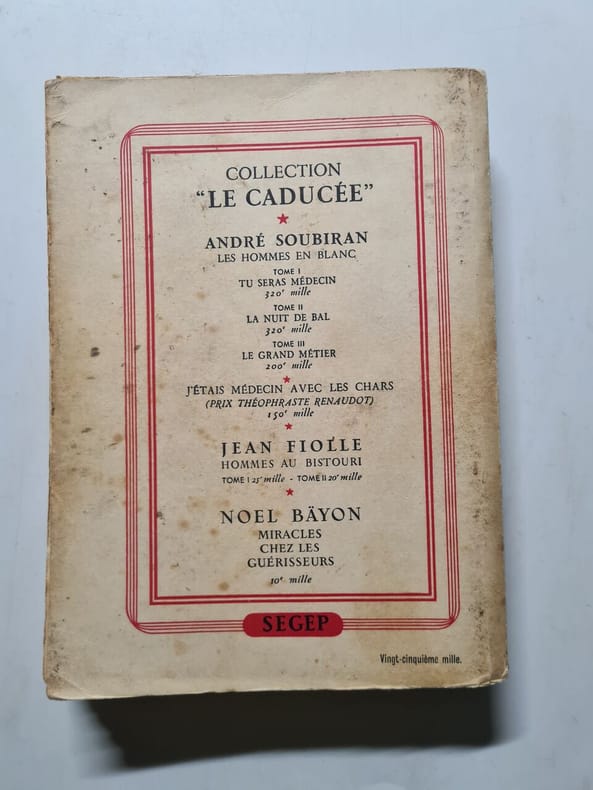 COLLECTION
"LE CADUCÉE"
ANDRÉ SOUBIRAN
LES HOMMES EN BLANC
TOME I
TU SERAS MÉDECIN
320e mille
TOME II
LA NUIT DE BAL
320e mille
TOME III
LE GRAND MÉTIER
200e mille
J'ÉTAIS MÉDECIN AVEC LES CHARS
(PRIX THÉOPHRASTE RENAUDOT)
150e mille
JEAN FIOLLE
HOMMES AU BISTOURI
TOME I 25e mille - TOME II 20e mille
NOEL BÄYON
MIRACLES
CHEZ LES
GUÉRISSEURS
10e mille
SEGEP
Vingt-cinquième mille.